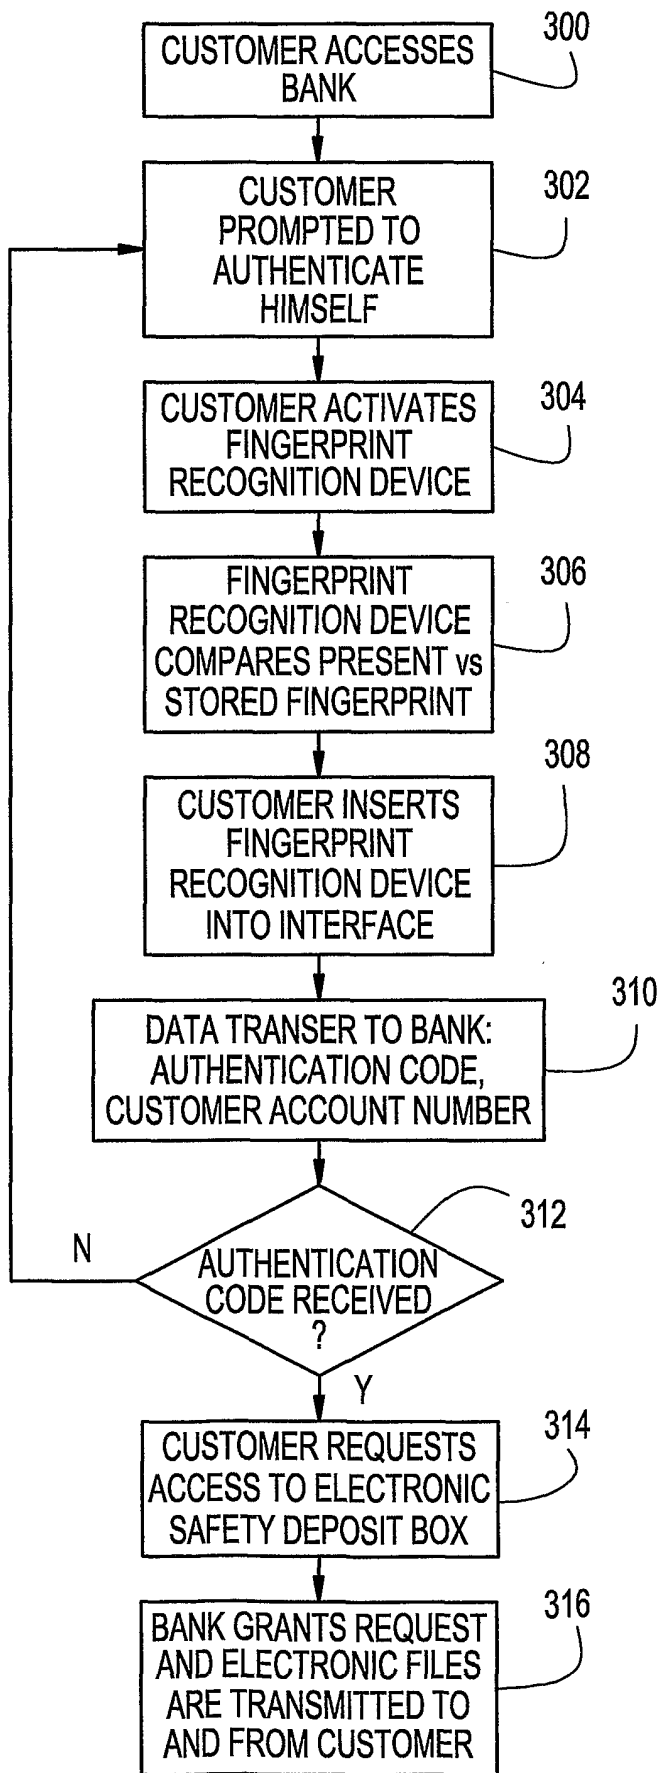 300
CUSTOMER ACCESSES
BANK
302
CUSTOMER
PROMPTED TO
AUTHENTICATE
HIMSELF
304
CUSTOMER ACTIVATES
FINGERPRINT
RECOGNITION DEVICE
306
FINGERPRINT
RECOGNITION DEVICE
COMPARES PRESENT vs
STORED FINGERPRINT
308
CUSTOMER INSERTS
FINGERPRINT
RECOGNITION DEVICE
INTO INTERFACE
310
DATA TRANSER TO BANK:
AUTHENTICATION CODE,
CUSTOMER ACCOUNT NUMBER
312
N
AUTHENTICATION
CODE RECEIVED
?
Y
314
CUSTOMER REQUESTS
ACCESS TO ELECTRONIC
SAFETY DEPOSIT BOX
316
BANK GRANTS REQUEST
AND ELECTRONIC FILES
ARE TRANSMITTED TO
AND FROM CUSTOMER